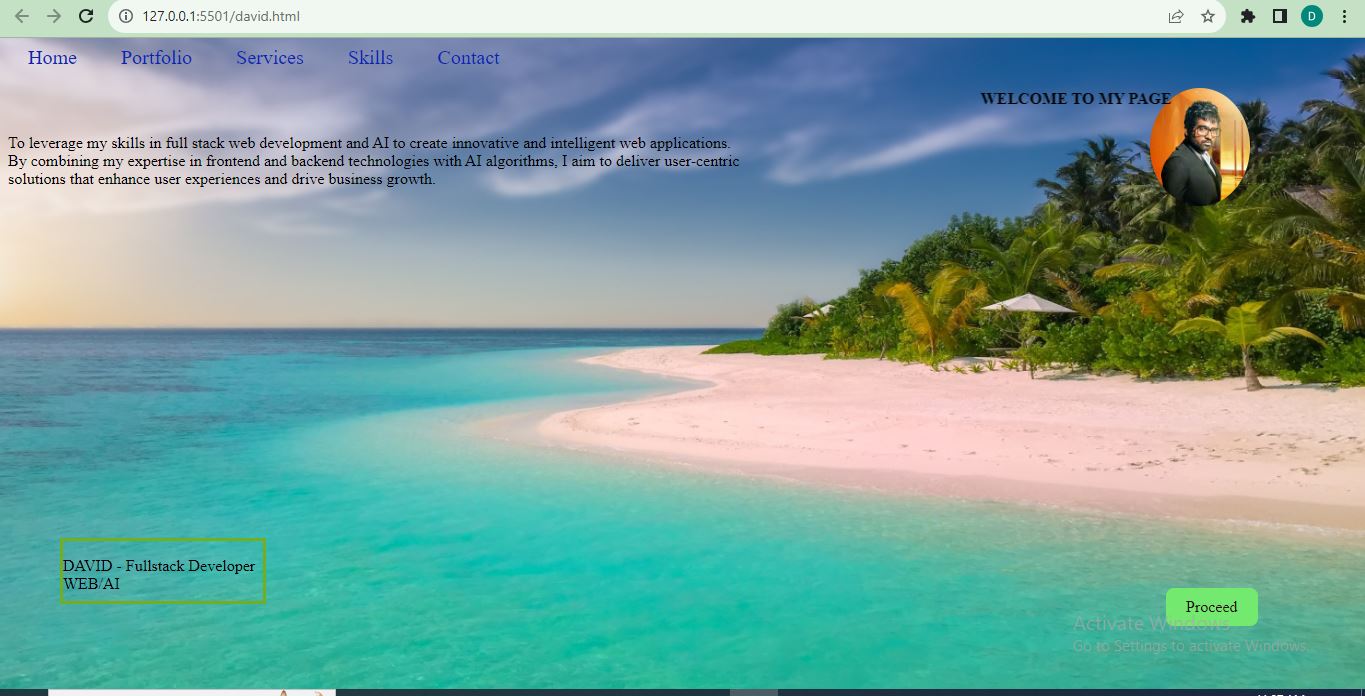 127.0.0.1:5501/david.html
D
Home Portfolio Services Skills Contact
WELCOME TO MY PAGE
To leverage my skills in full stack web development and AI to create innovative and intelligent web applications.
By combining my expertise in frontend and backend technologies with AI algorithms, I aim to deliver user-centric
solutions that enhance user experiences and drive business growth.
DAVID - Fullstack Developer
WEB/AI
Proceed
Activate Windows
Go to Settings to activate Windows.